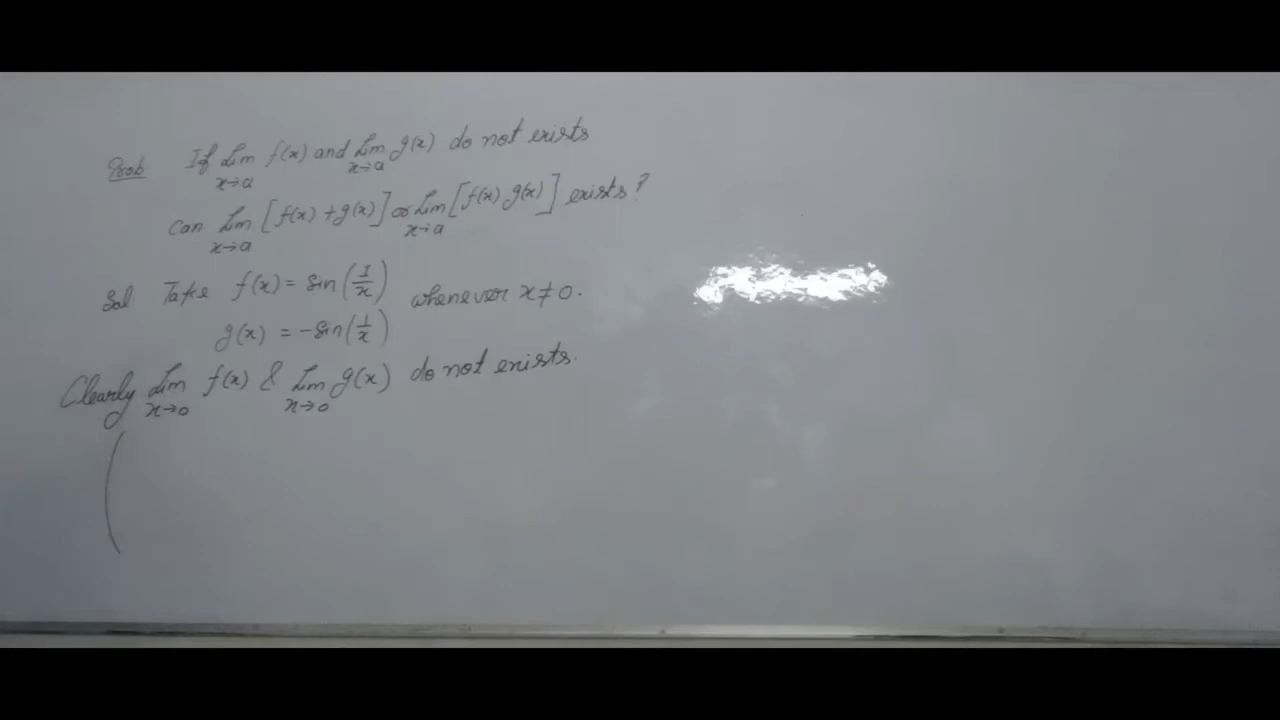 Prob If Lim x→a f(x) and Lim x→a g(x) do not exists
can Lim x→a [f(x) + g(x)] or Lim x→a [f(x) g(x)] exists?
Sol Take f(x) = sin(1/x) whenever x ≠ 0.
g(x) = -sin(1/x)
Clearly Lim x→0 f(x) & Lim x→0 g(x) do not exists.
(